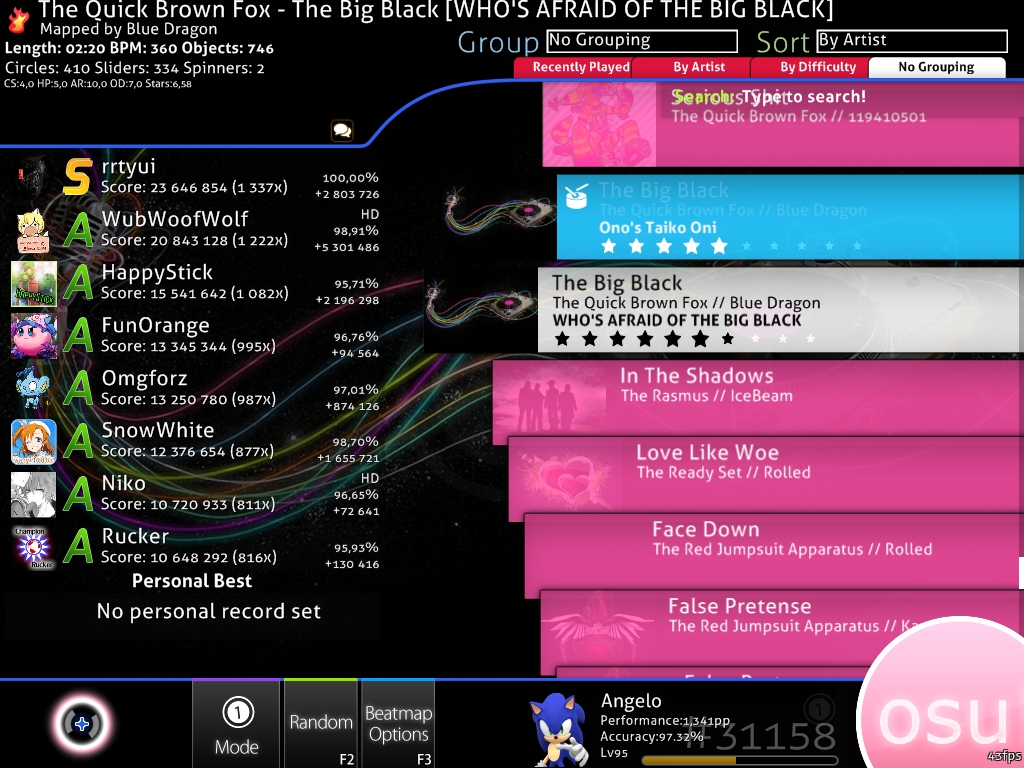 The Quick Brown Fox - The Big Black [WHO'S AFRAID OF THE BIG BLACK]
Mapped by Blue Dragon
Length: 02:20 BPM: 360 Objects: 746
Circles: 410 Sliders: 334 Spinners: 2
CS:4,0 HP:5,0 AR:10,0 OD:7,0 Stars:6,58
Group No Grouping Sort By Artist
Recently Played By Artist By Difficulty No Grouping
Search: Type to search!
Serious Shit
The Quick Brown Fox // 119410501
The Big Black
The Quick Brown Fox // Blue Dragon
Ono's Taiko Oni
The Big Black
The Quick Brown Fox // Blue Dragon
WHO'S AFRAID OF THE BIG BLACK
In The Shadows
The Rasmus // IceBeam
Love Like Woe
The Ready Set // Rolled
Face Down
The Red Jumpsuit Apparatus // Rolled
False Pretense
The Red Jumpsuit Apparatus //
S rrtyui
Score: 23 646 854 (1 337x)
100,00%
+2 803 726
A WubWoofWolf
Score: 20 843 128 (1 222x)
HD
98,91%
+5 301 486
A HappyStick
Score: 15 541 642 (1 082x)
95,71%
+2 196 298
A FunOrange
Score: 13 345 344 (995x)
96,76%
+94 564
A Omgforz
Score: 13 250 780 (987x)
97,01%
+874 126
A SnowWhite
Score: 12 376 654 (877x)
98,70%
+1 655 721
A Niko
Score: 10 720 933 (811x)
HD
96,65%
+72 641
Champion
Rucker
A Rucker
Score: 10 648 292 (816x)
95,93%
+130 416
Personal Best
No personal record set
1
Mode
Random
F2
Beatmap
Options
F3
Angelo
Performance:1,341pp
Accuracy:97.32%
Lv95
#31158
osu
43fps